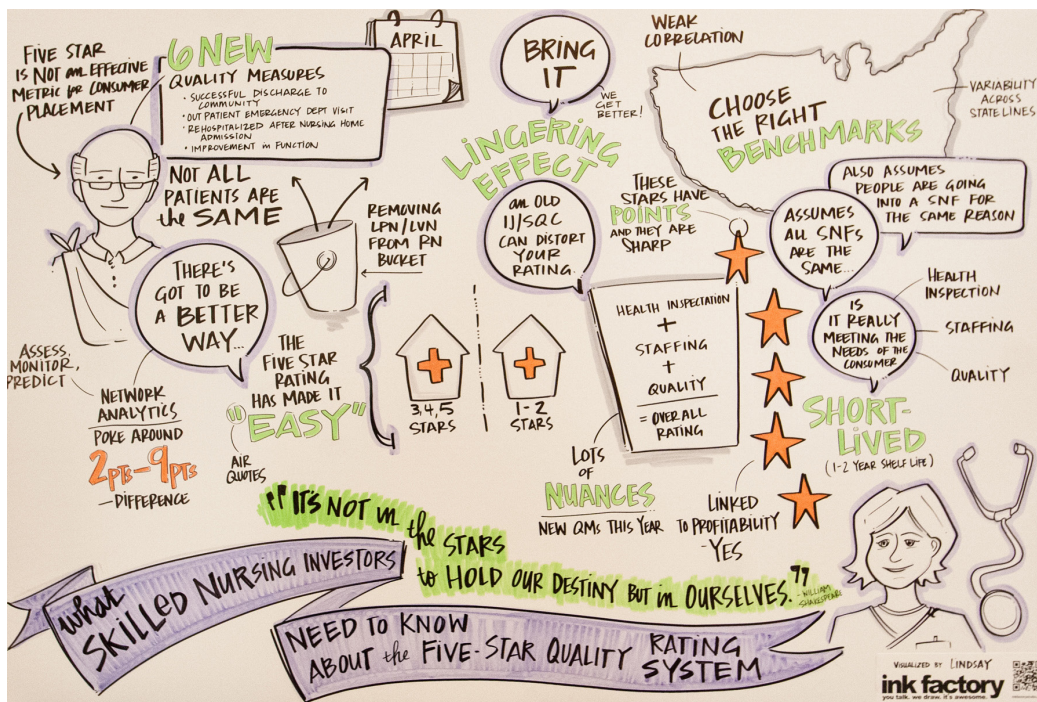 FIVE STAR
IS NOT an EFFECTIVE
METRIC for CONSUMER
PLACEMENT
6 NEW
QUALITY MEASURES
· SUCCESSFUL DISCHARGE TO
COMMUNITY
· OUT PATIENT EMERGENCY DEPT VISIT
· REHOSPITALIZED AFTER NURSING HOME
ADMISSION
· IMPROVEMENT in FUNCTION
APRIL
NOT ALL
PATIENTS ARE
the SAME
REMOVING
LPN/LVN
FROM RN
BUCKET
THERE'S
GOT TO BE
A BETTER
WAY...
ASSESS,
MONITOR,
PREDICT
NETWORK
ANALYTICS
POKE AROUND
2PTS–9PTS
–DIFFERENCE
THE
FIVE STAR
RATING
HAS MADE IT
"EASY"
AIR
QUOTES
3,4,5
STARS
1-2
STARS
BRING
IT
WE
GET
BETTER!
LINGERING
EFFECT
an OLD
IJ/SQC
CAN DISTORT
YOUR
RATING.
WEAK
CORRELATION
CHOOSE
THE RIGHT
BENCHMARKS
–VARIABILITY
ACROSS
STATE LINES
THESE
STARS HAVE
POINTS
AND THEY ARE
SHARP
ASSUMES
ALL SNFs
ARE THE
SAME...
ALSO ASSUMES
PEOPLE ARE GOING
INTO A SNF FOR
THE SAME REASON
HEALTH INSPECTATION
+
STAFFING
+
QUALITY
= OVERALL
RATING
IS
IT REALLY
MEETING THE
NEEDS OF THE
CONSUMER
HEALTH
INSPECTION
STAFFING
QUALITY
SHORT-
LIVED
(1-2 YEAR SHELF LIFE)
LOTS
OF
NUANCES
NEW QMs THIS YEAR
LINKED
TO PROFITABILITY
-YES
"IT'S NOT in the STARS
to HOLD OUR DESTINY BUT in OURSELVES."
-WILLIAM
SHAKESPEARE
what
SKILLED NURSING INVESTORS
NEED TO KNOW
ABOUT the FIVE-STAR QUALITY RATING
SYSTEM
VISUALIZED BY LINDSAY
ink factory
you talk. we draw. it's awesome.